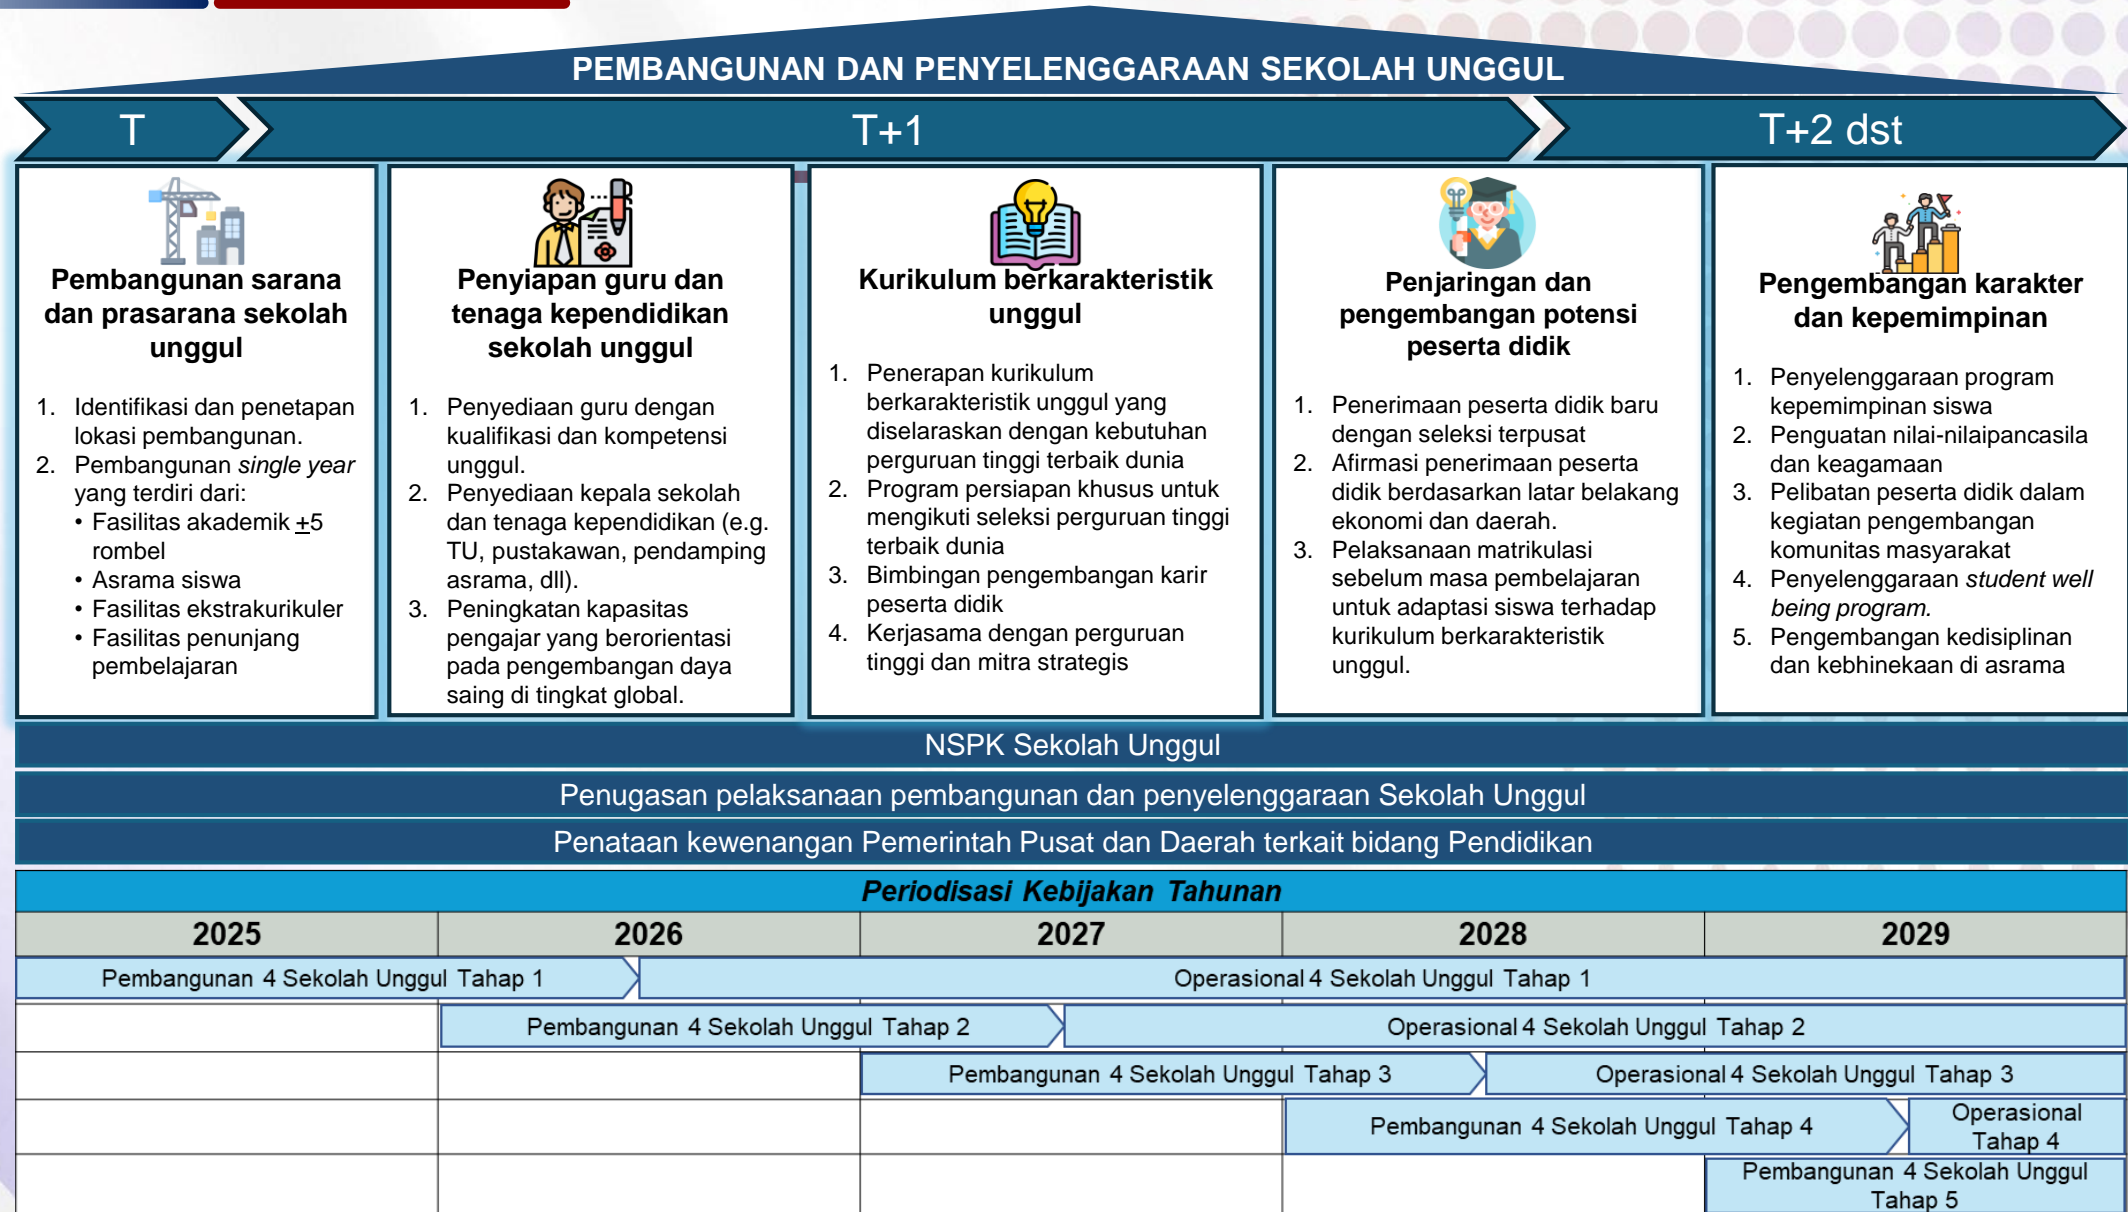 PEMBANGUNAN DAN PENYELENGGARAAN SEKOLAH UNGGUL
T
T+1
T+2 dst
Pembangunan sarana
dan prasarana sekolah
unggul
1. Identifikasi dan penetapan
lokasi pembangunan.
2. Pembangunan single year
yang terdiri dari:
• Fasilitas akademik +5
rombel
• Asrama siswa
• Fasilitas ekstrakurikuler
• Fasilitas penunjang
pembelajaran
Penyiapan guru dan
tenaga kependidikan
sekolah unggul
1. Penyediaan guru dengan
kualifikasi dan kompetensi
unggul.
2. Penyediaan kepala sekolah
dan tenaga kependidikan (e.g.
TU, pustakawan, pendamping
asrama, dll).
3. Peningkatan kapasitas
pengajar yang berorientasi
pada pengembangan daya
saing di tingkat global.
Kurikulum berkarakteristik
unggul
1. Penerapan kurikulum
berkarakteristik unggul yang
diselaraskan dengan kebutuhan
perguruan tinggi terbaik dunia
2. Program persiapan khusus untuk
mengikuti seleksi perguruan tinggi
terbaik dunia
3. Bimbingan pengembangan karir
peserta didik
4. Kerjasama dengan perguruan
tinggi dan mitra strategis
Penjaringan dan
pengembangan potensi
peserta didik
1. Penerimaan peserta didik baru
dengan seleksi terpusat
2. Afirmasi penerimaan peserta
didik berdasarkan latar belakang
ekonomi dan daerah.
3. Pelaksanaan matrikulasi
sebelum masa pembelajaran
untuk adaptasi siswa terhadap
kurikulum berkarakteristik
unggul.
Pengembangan karakter
dan kepemimpinan
1. Penyelenggaraan program
kepemimpinan siswa
2. Penguatan nilai-nilaipancasila
dan keagamaan
3. Pelibatan peserta didik dalam
kegiatan pengembangan
komunitas masyarakat
4. Penyelenggaraan student well
being program.
5. Pengembangan kedisiplinan
dan kebhinekaan di asrama
NSPK Sekolah Unggul
Penugasan pelaksanaan pembangunan dan penyelenggaraan Sekolah Unggul
Penataan kewenangan Pemerintah Pusat dan Daerah terkait bidang Pendidikan
Periodisasi Kebijakan Tahunan
2025
2026
2027
2028
2029
Pembangunan 4 Sekolah Unggul Tahap 1
Operasional 4 Sekolah Unggul Tahap 1
Pembangunan 4 Sekolah Unggul Tahap 2
Operasional 4 Sekolah Unggul Tahap 2
Pembangunan 4 Sekolah Unggul Tahap 3
Operasional 4 Sekolah Unggul Tahap 3
Pembangunan 4 Sekolah Unggul Tahap 4
Operasional
Tahap 4
Pembangunan 4 Sekolah Unggul
Tahap 5